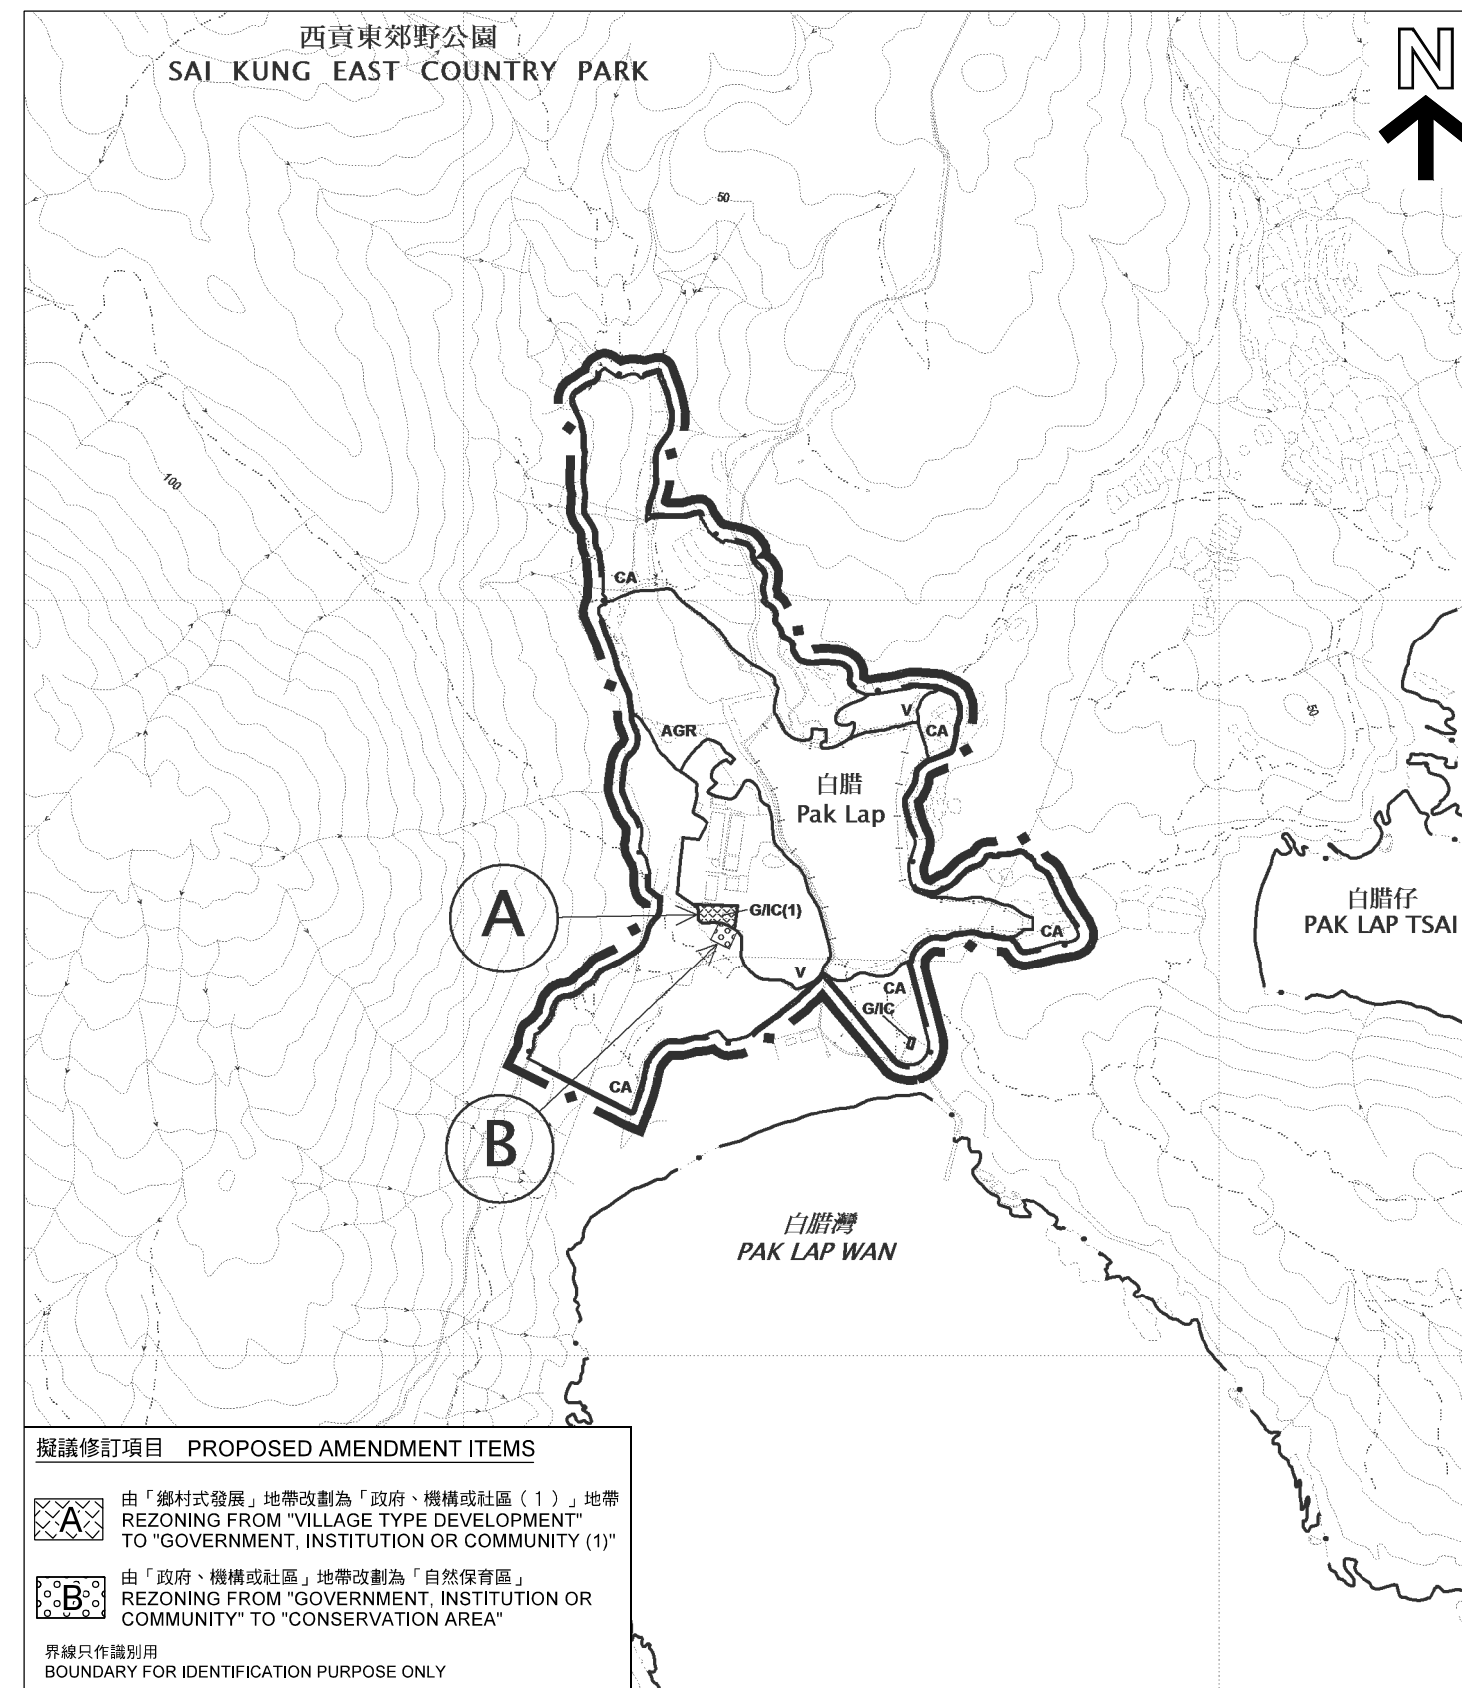 西貢東郊野公園
SAI KUNG EAST COUNTRY PARK
N
50
100
CA
V
CA
AGR
50
白腊
Pak Lap
A
G/IC(1)
白腊仔
PAK LAP TSAI
CA
V
CA
G/IC
CA
B
白腊灣
PAK LAP WAN
擬議修訂項目 PROPOSED AMENDMENT ITEMS
A
由「鄉村式發展」地帶改劃為「政府、機構或社區（１）」地帶
REZONING FROM "VILLAGE TYPE DEVELOPMENT"
TO "GOVERNMENT, INSTITUTION OR COMMUNITY (1)"
B
由「政府、機構或社區」地帶改劃為「自然保育區」
REZONING FROM "GOVERNMENT, INSTITUTION OR
COMMUNITY" TO "CONSERVATION AREA"
界線只作識別用
BOUNDARY FOR IDENTIFICATION PURPOSE ONLY